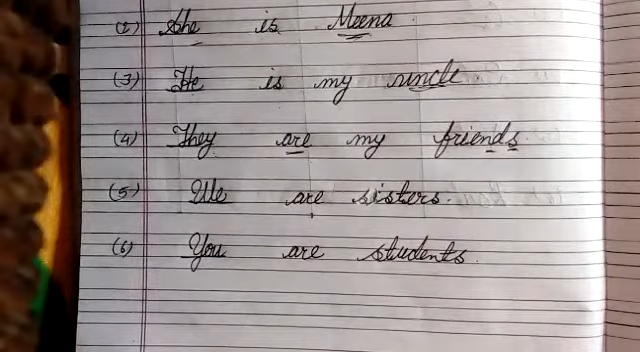 (2) She is Meena
(3) He is my uncle.
(4) They are my friends.
(5) We are sisters.
(6) You are students.